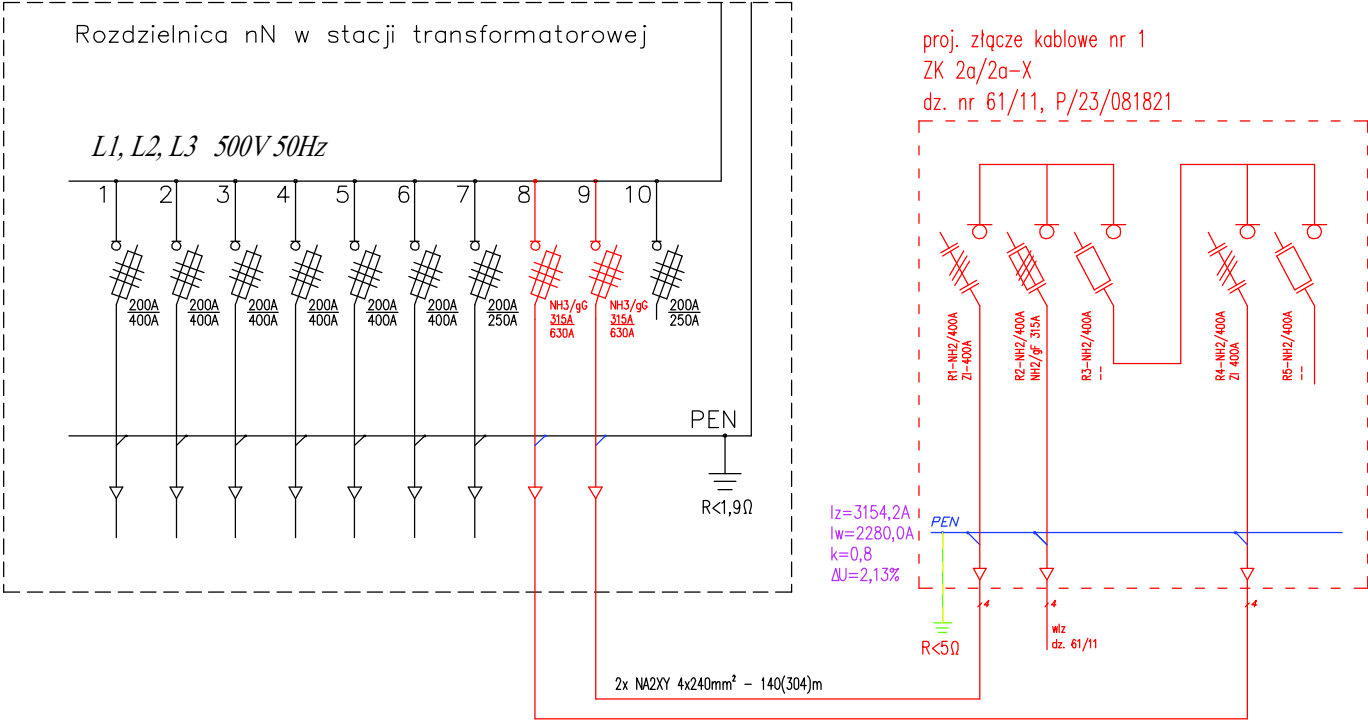 Rozdzielnica nN w stacji transformatorowej
L1, L2, L3 500V 50Hz
1 2 3 4 5 6 7 8 9 10
200A
400A
200A
400A
200A
400A
200A
400A
200A
400A
200A
400A
200A
250A
NH3/gG
315A
630A
NH3/gG
315A
630A
200A
250A
PEN
R<1,9Ω
proj. złącze kablowe nr 1
ZK 2a/2a-X
dz. nr 61/11, P/23/081821
R1-NH2/400A
ZI-400A
R2-NH2/400A
NH2/gF 315A
R3-NH2/400A
--
R4-NH2/400A
ZI 400A
R5-NH2/400A
--
Iz=3154,2A
Iw=2280,0A
k=0,8
ΔU=2,13%
PEN
4
4
4
wlz
dz. 61/11
R<5Ω
2x NA2XY 4x240mm² - 140(304)m